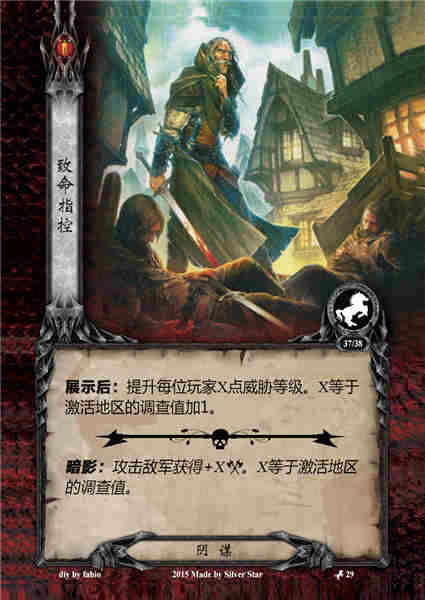 致命指控
37/38
展示后：提升每位玩家X点威胁等级。X等于
激活地区的调查值加1。
暗影：攻击敌军获得+X。X等于激活地区
的调查值。
阴谋
diy by fabio
2015 Made by Silver Star
29